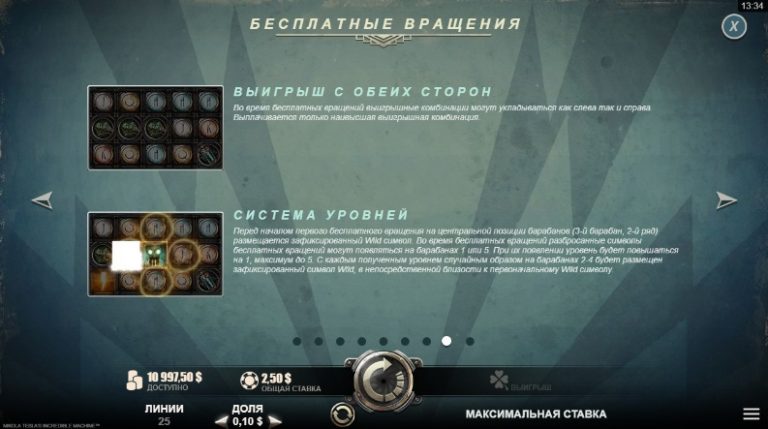 13:34
БЕСПЛАТНЫЕ ВРАЩЕНИЯ
X
ВЫИГРЫШ С ОБЕИХ СТОРОН
Во время бесплатных вращений выигрышные комбинации могут укладываться как слева так и справа.
Выплачивается только наивысшая выигрышная комбинация.
СИСТЕМА УРОВНЕЙ
Перед началом первого бесплатного вращения на центральной позиции барабанов (3-й барабан, 2-й ряд)
размещается зафиксированный Wild символ. Во время бесплатных вращений разбросанные символы
бесплатных вращений могут появляться на барабанах 1 или 5. При их появлении уровень будет повышаться
на 1, максимум до 5. С каждым полученным уровнем случайным образом на барабанах 2-4 будет размещен
зафиксированный символ Wild, в непосредственной близости к первоначальному Wild символу.
10 997,50 $
ДОСТУПНО
2,50 $
ОБЩАЯ СТАВКА
ВЫИГРЫШ
ЛИНИИ
25
ДОЛЯ
0,10 $
МАКСИМАЛЬНАЯ СТАВКА
NIKOLA TESLA'S INCREDIBLE MACHINE™